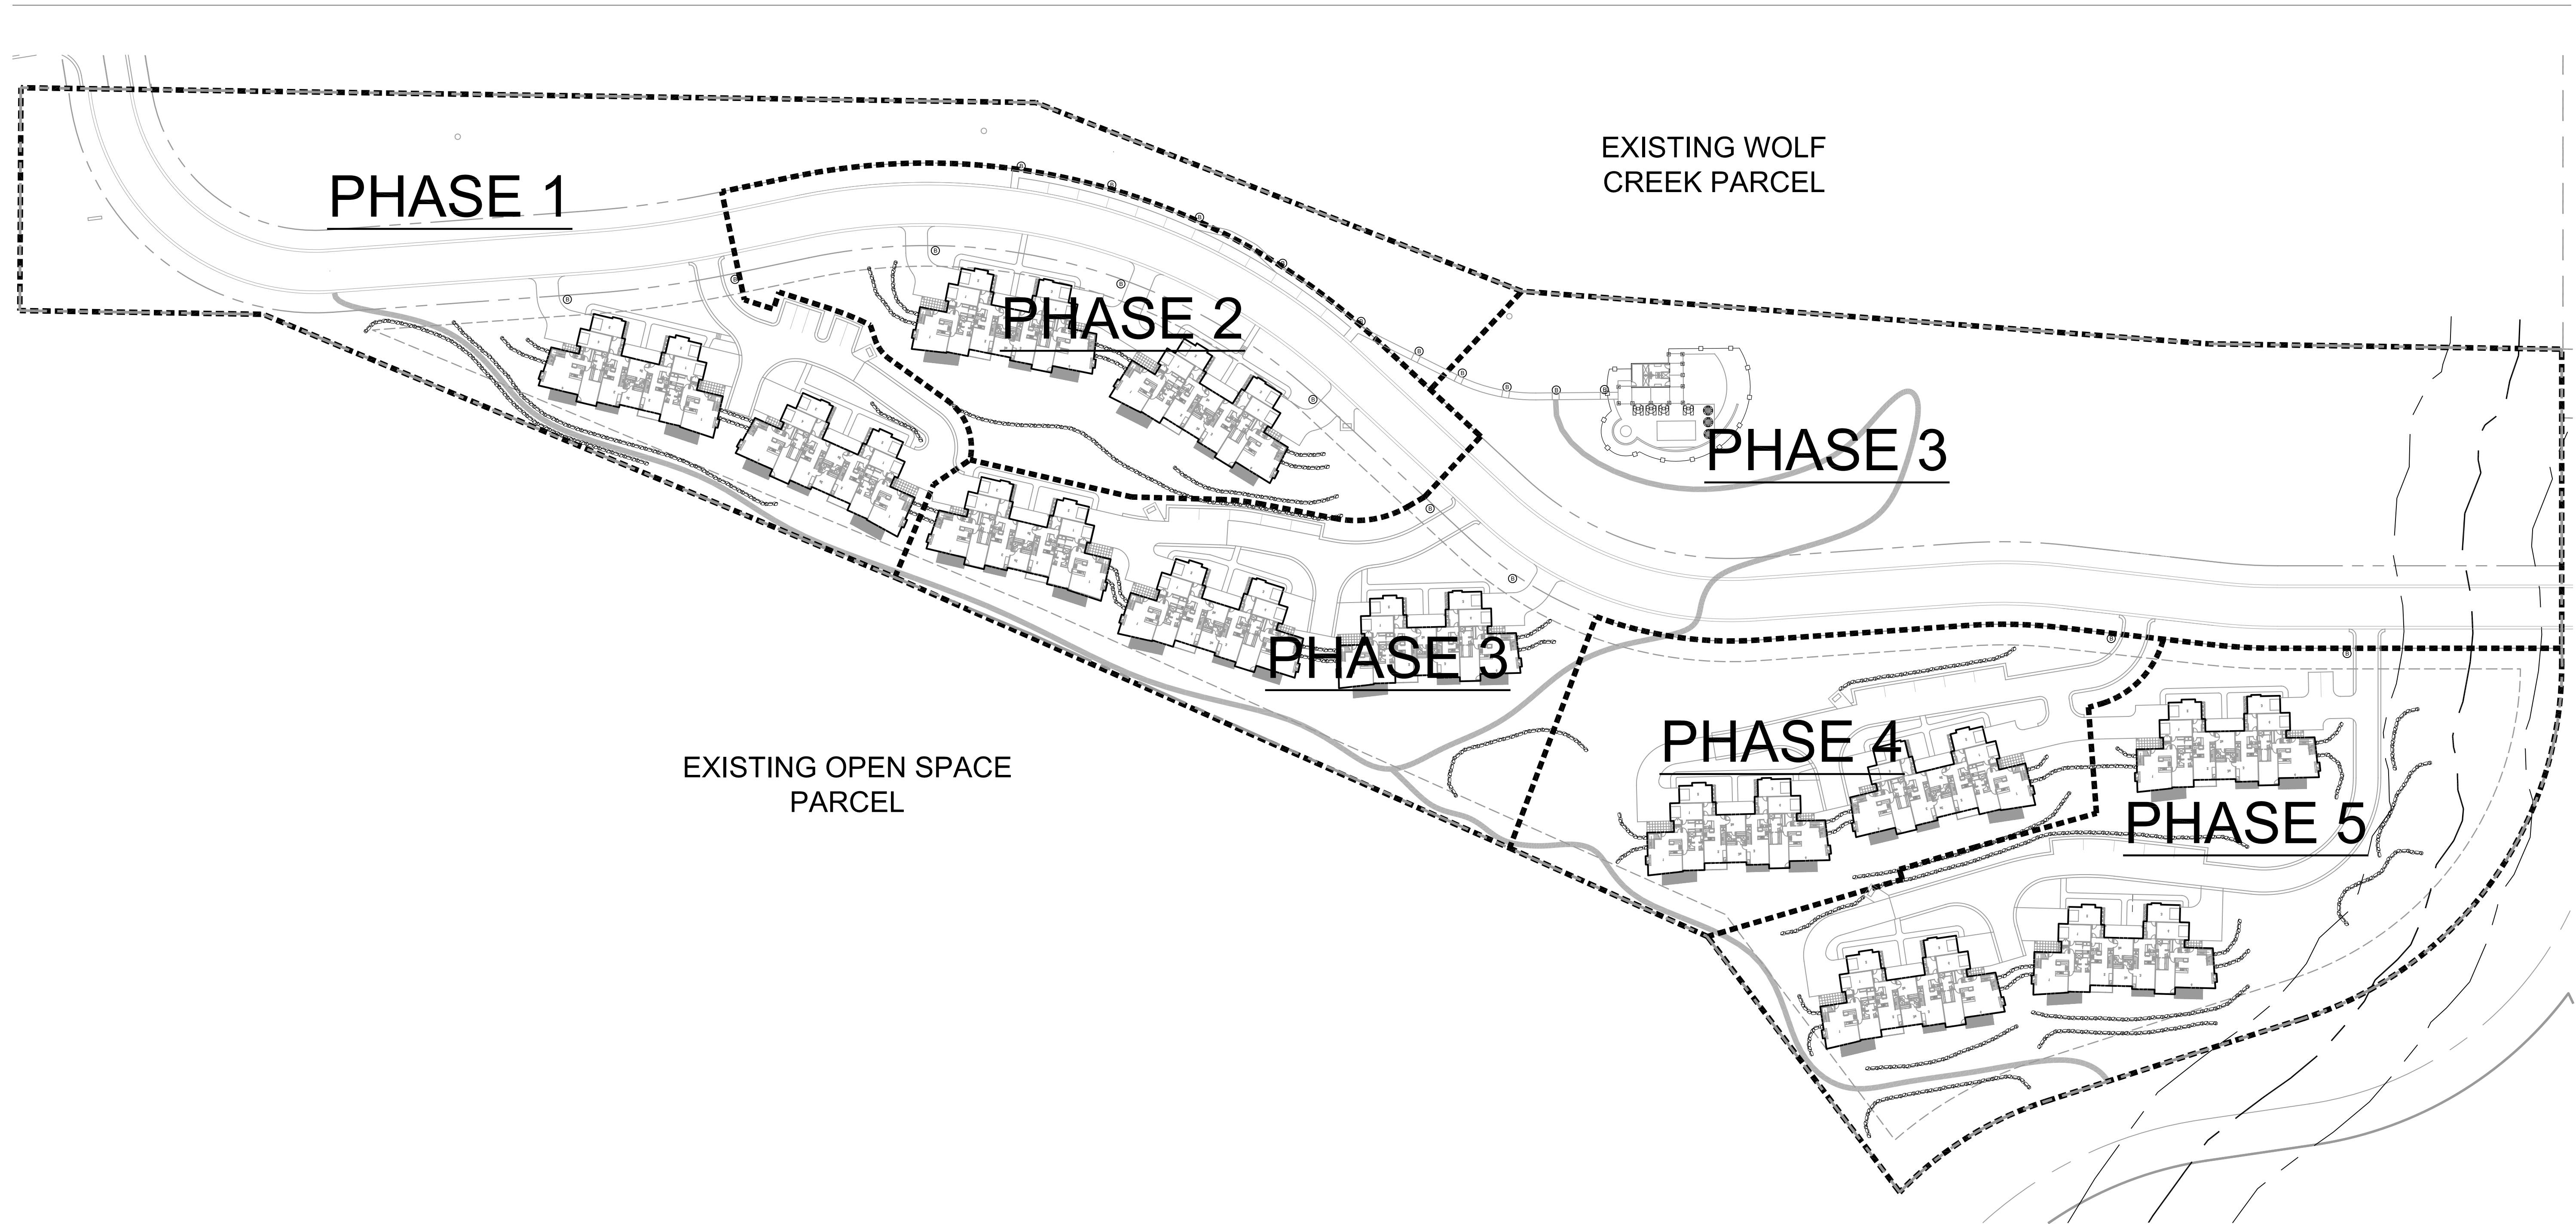 EXISTING WOLF
CREEK PARCEL
PHASE 1
PHASE 2
PHASE 3
PHASE 3
PHASE 4
EXISTING OPEN SPACE
PARCEL
PHASE 5